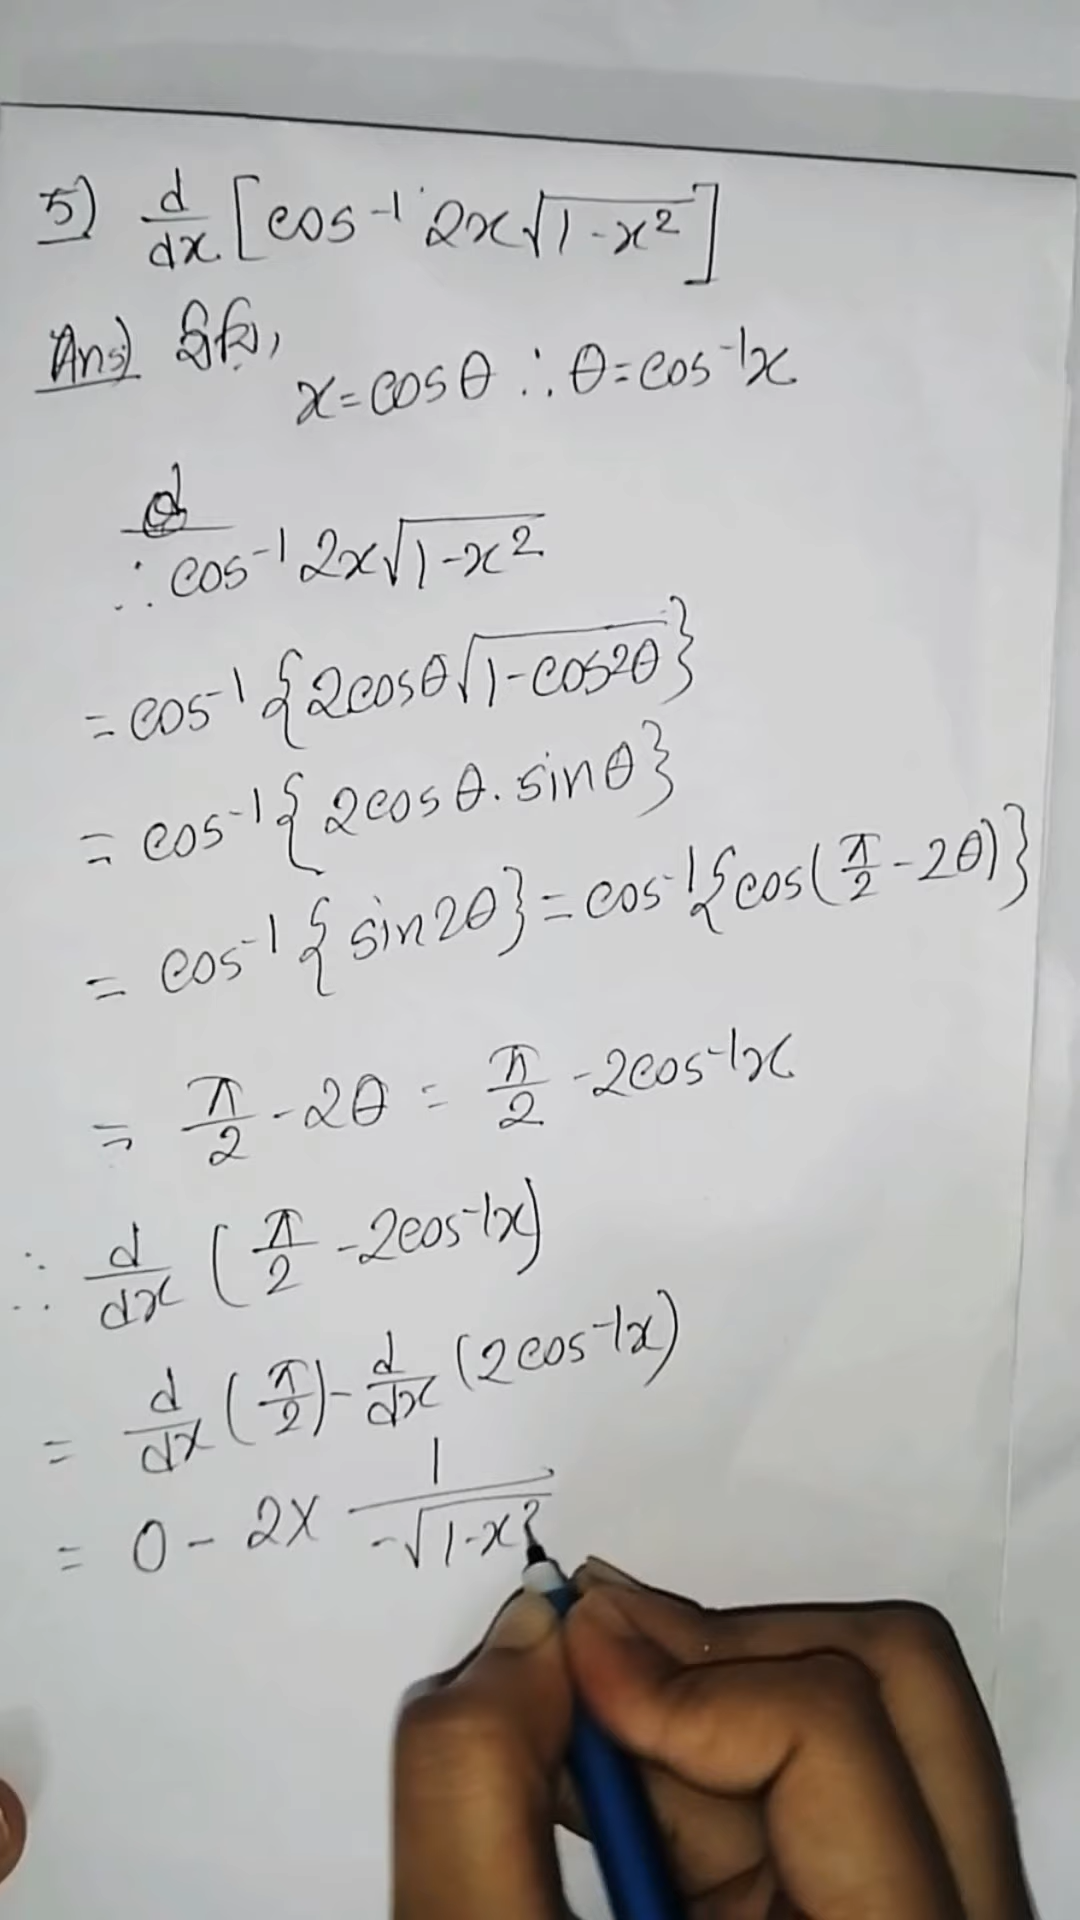 5) d/dx [cos⁻¹ 2x√(1-x²)]
Ans) ধরি,
x = cosθ ∴ θ = cos⁻¹x
∴ cos⁻¹ 2x√(1-x²)
= cos⁻¹{2cosθ√(1-cos²θ)}
= cos⁻¹{2cosθ.sinθ}
= cos⁻¹{sin2θ} = cos⁻¹{cos(π/2 - 2θ)}
= π/2 - 2θ = π/2 - 2cos⁻¹x
∴ d/dx (π/2 - 2cos⁻¹x)
= d/dx (π/2) - d/dx (2cos⁻¹x)
= 0 - 2× 1/-√(1-x²)